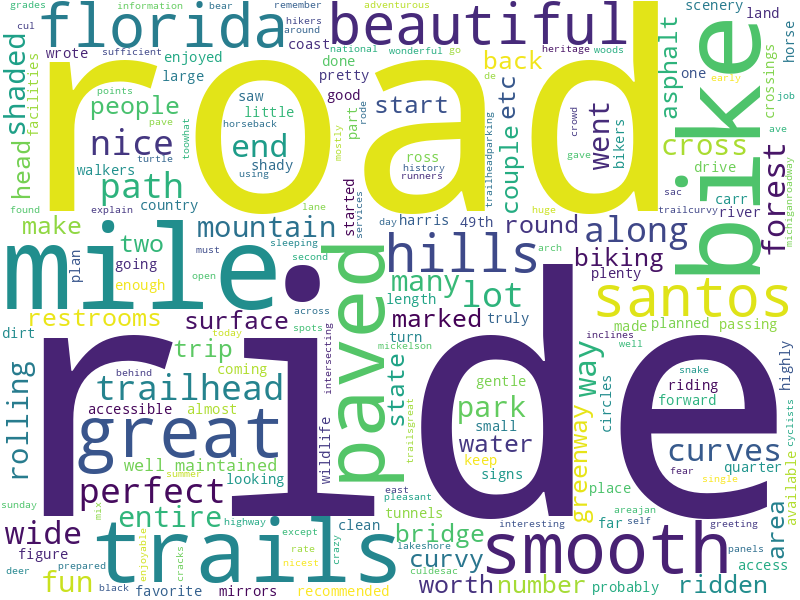 grades information bear remember adventurous scenery land
cul florida sufficient hikers around beautiful national wonderful go heritage woods horse
wrote enjoyed coast done back asphalt one crossings
shaded facilities large pretty de early job
road bike
people points saw good start etc crowd went bikers
nice pave little horseback part rode couple cross ave
head toowhat end shady mostly ross gave drive forest
path walkers using history runners trailheadparking carr sac
found turtle country started services lane huge river trailcurvy michiganroadway
make explain mountain day harris 49th round along
mile two must sleeping second hills arch biking
plan going open across paved many lot plenty santos
enough spots length truly
restrooms surface marked made planned passing
dirt today intersecting turn inclines well
rolling trip mickelson way highly
behind coming state gentle snake riding
ride
trailhead park circles forward
accessible almost small cyclists
great wildlife trailsgreat water greenway curves
well maintained looking keep fear quarter
summer signs single available
perfect east pleasant place
sunday mix entire highway tunnels areajan
wide except clean bridge interesting far self greeting area
figure trails lakeshore smooth panels
enjoyable cracks rate crazy curvy access
deer prepared nicest culdesac
fun black favorite mirrors recommended worth number probably ridden